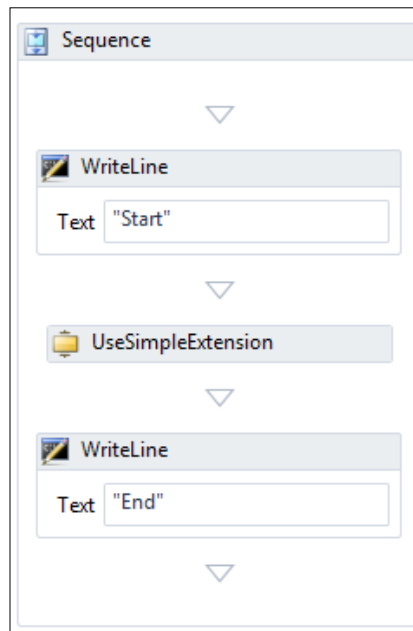 Sequence
WriteLine
Text "Start"
UseSimpleExtension
WriteLine
Text "End"